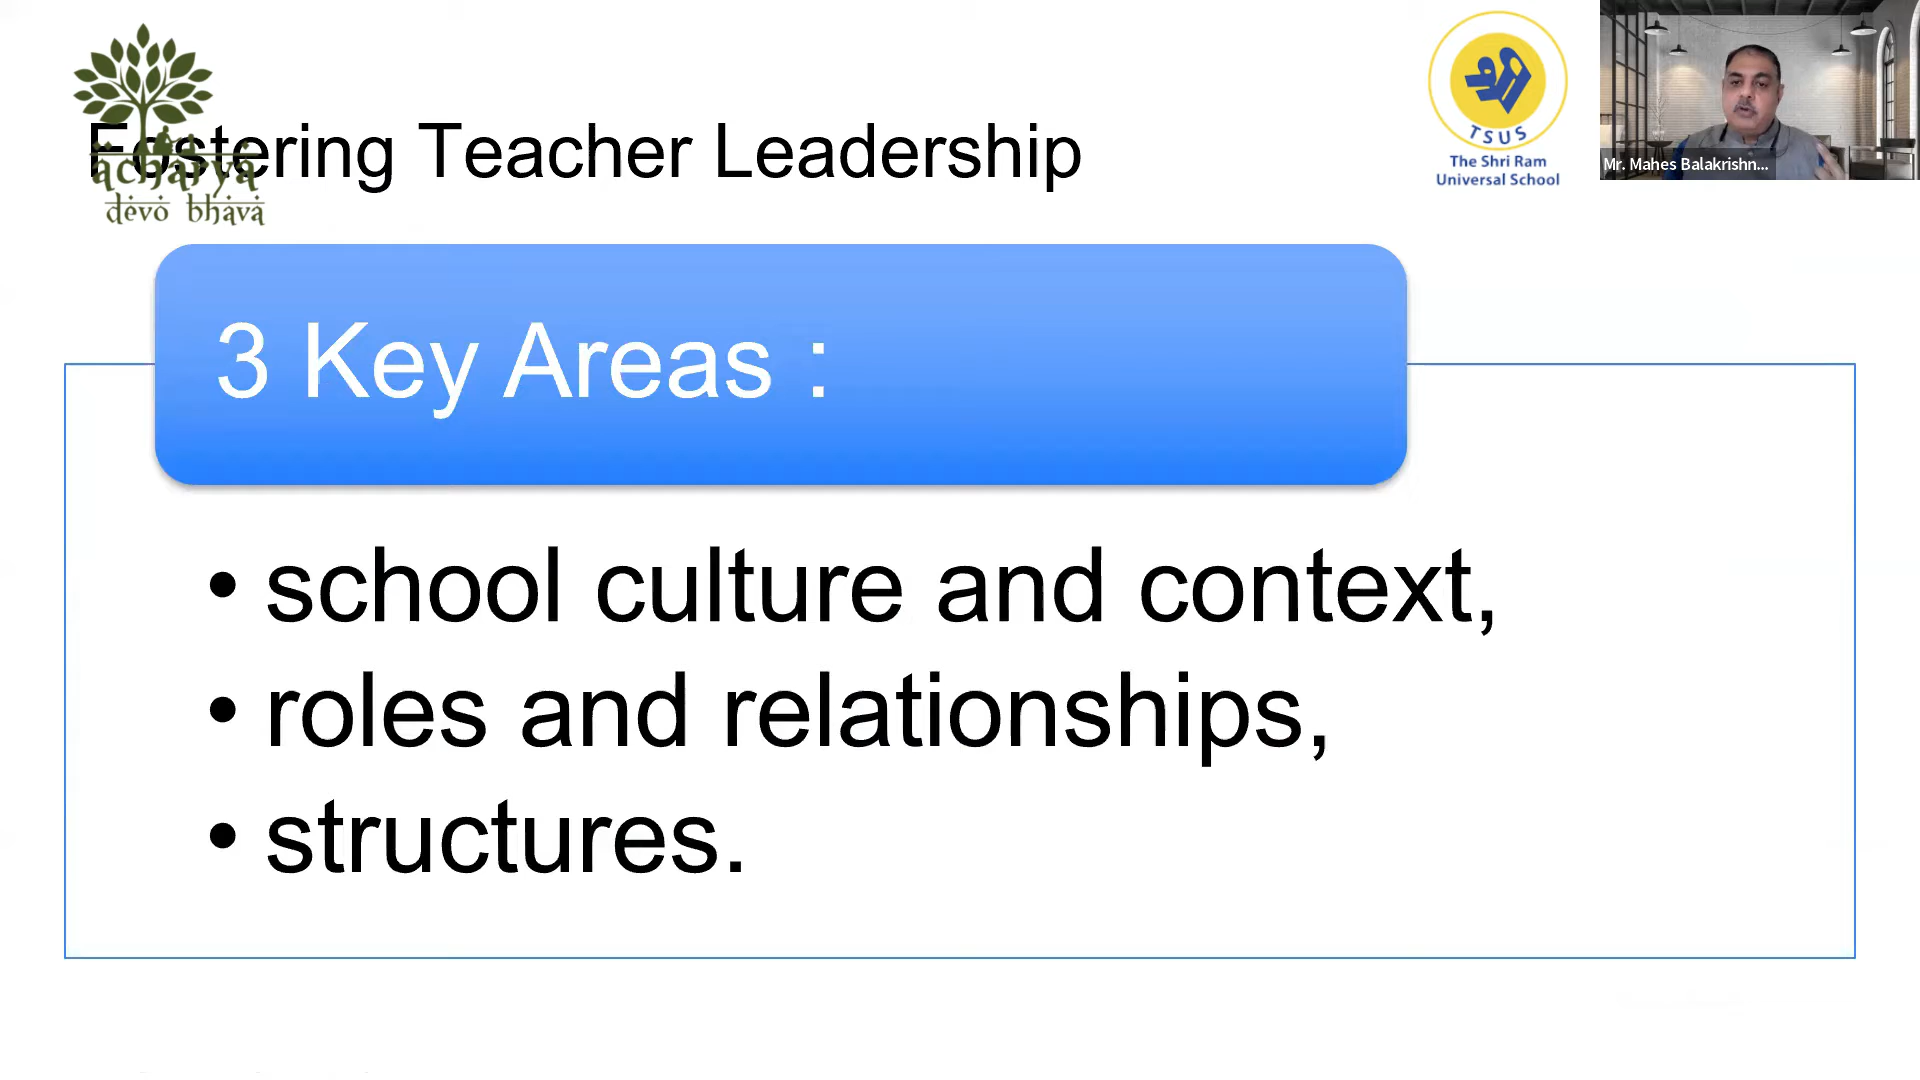 Fostering Teacher Leadership
acharya
devo bhava
TSUS
The Shri Ram
Universal School
Mr. Mahes Balakrishn...
3 Key Areas :
• school culture and context,
• roles and relationships,
• structures.